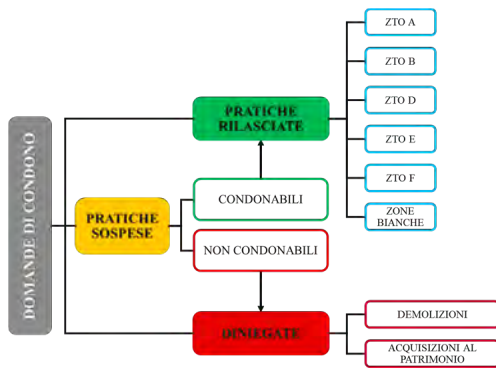 DOMANDE DI CONDONO
PRATICHE
RILASCIATE
PRATICHE
SOSPESE
CONDONABILI
NON CONDONABILI
DINIEGATE
ZTO A
ZTO B
ZTO D
ZTO E
ZTO F
ZONE
BIANCHE
DEMOLIZIONI
ACQUISIZIONI AL
PATRIMONIO